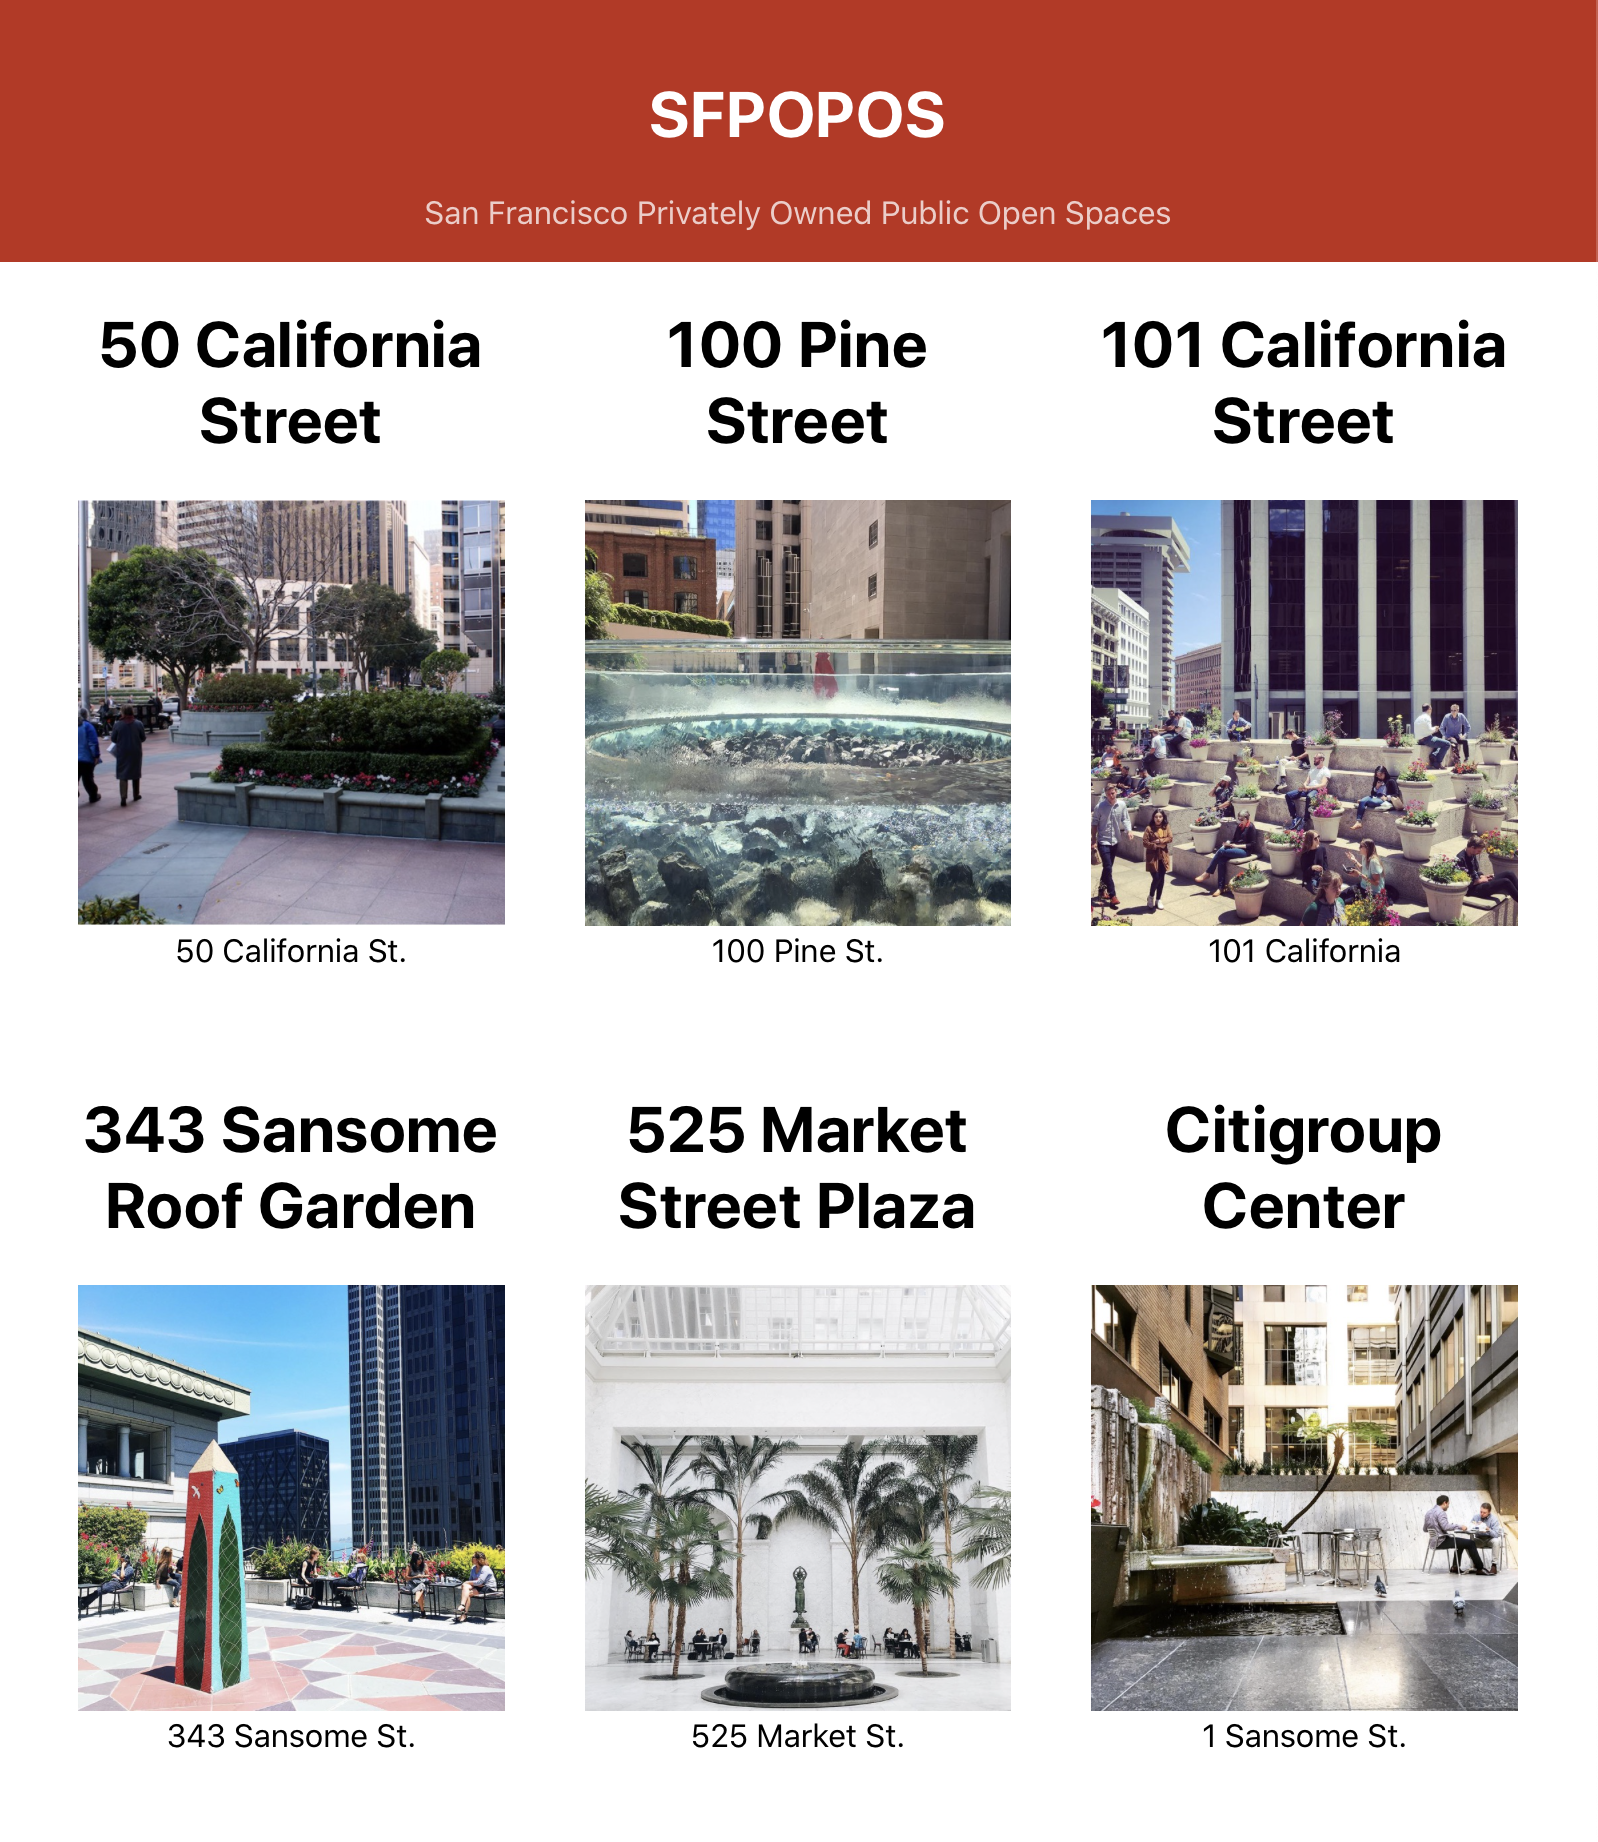 SFPOPOS
San Francisco Privately Owned Public Open Spaces
50 California
Street
50 California St.
100 Pine
Street
100 Pine St.
101 California
Street
101 California
343 Sansome
Roof Garden
343 Sansome St.
525 Market
Street Plaza
525 Market St.
Citigroup
Center
1 Sansome St.